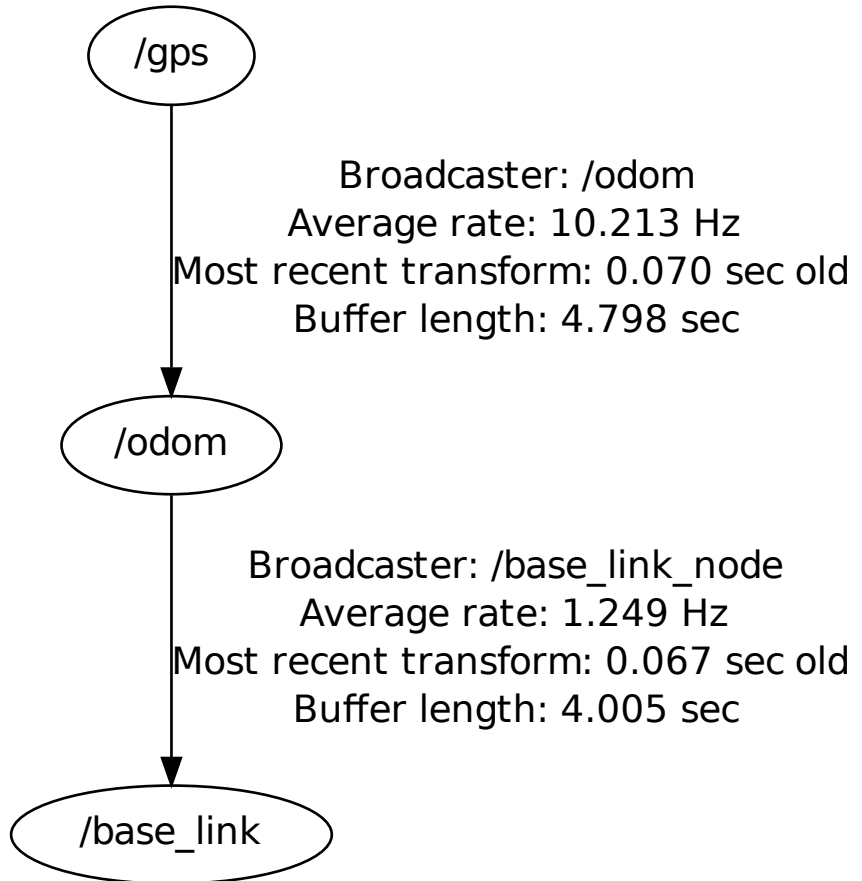 /gps
Broadcaster: /odom
Average rate: 10.213 Hz
Most recent transform: 0.070 sec old
Buffer length: 4.798 sec
/odom
Broadcaster: /base_link_node
Average rate: 1.249 Hz
Most recent transform: 0.067 sec old
Buffer length: 4.005 sec
/base_link